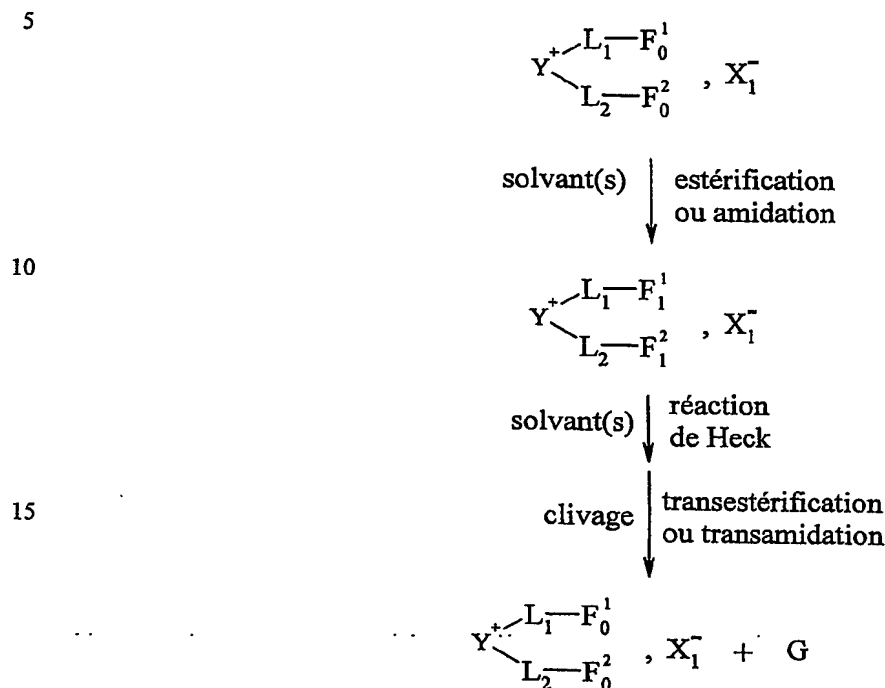 5
L₁—F₀¹
Y⁺ , X₁⁻
L₂—F₀²
solvant(s) estérification
ou amidation
10
L₁—F₁¹
Y⁺ , X₁⁻
L₂—F₁²
solvant(s) réaction
de Heck
15
clivage transestérification
ou transamidation
L₁—F₀¹
Y⁺ , X₁⁻ + G
L₂—F₀²